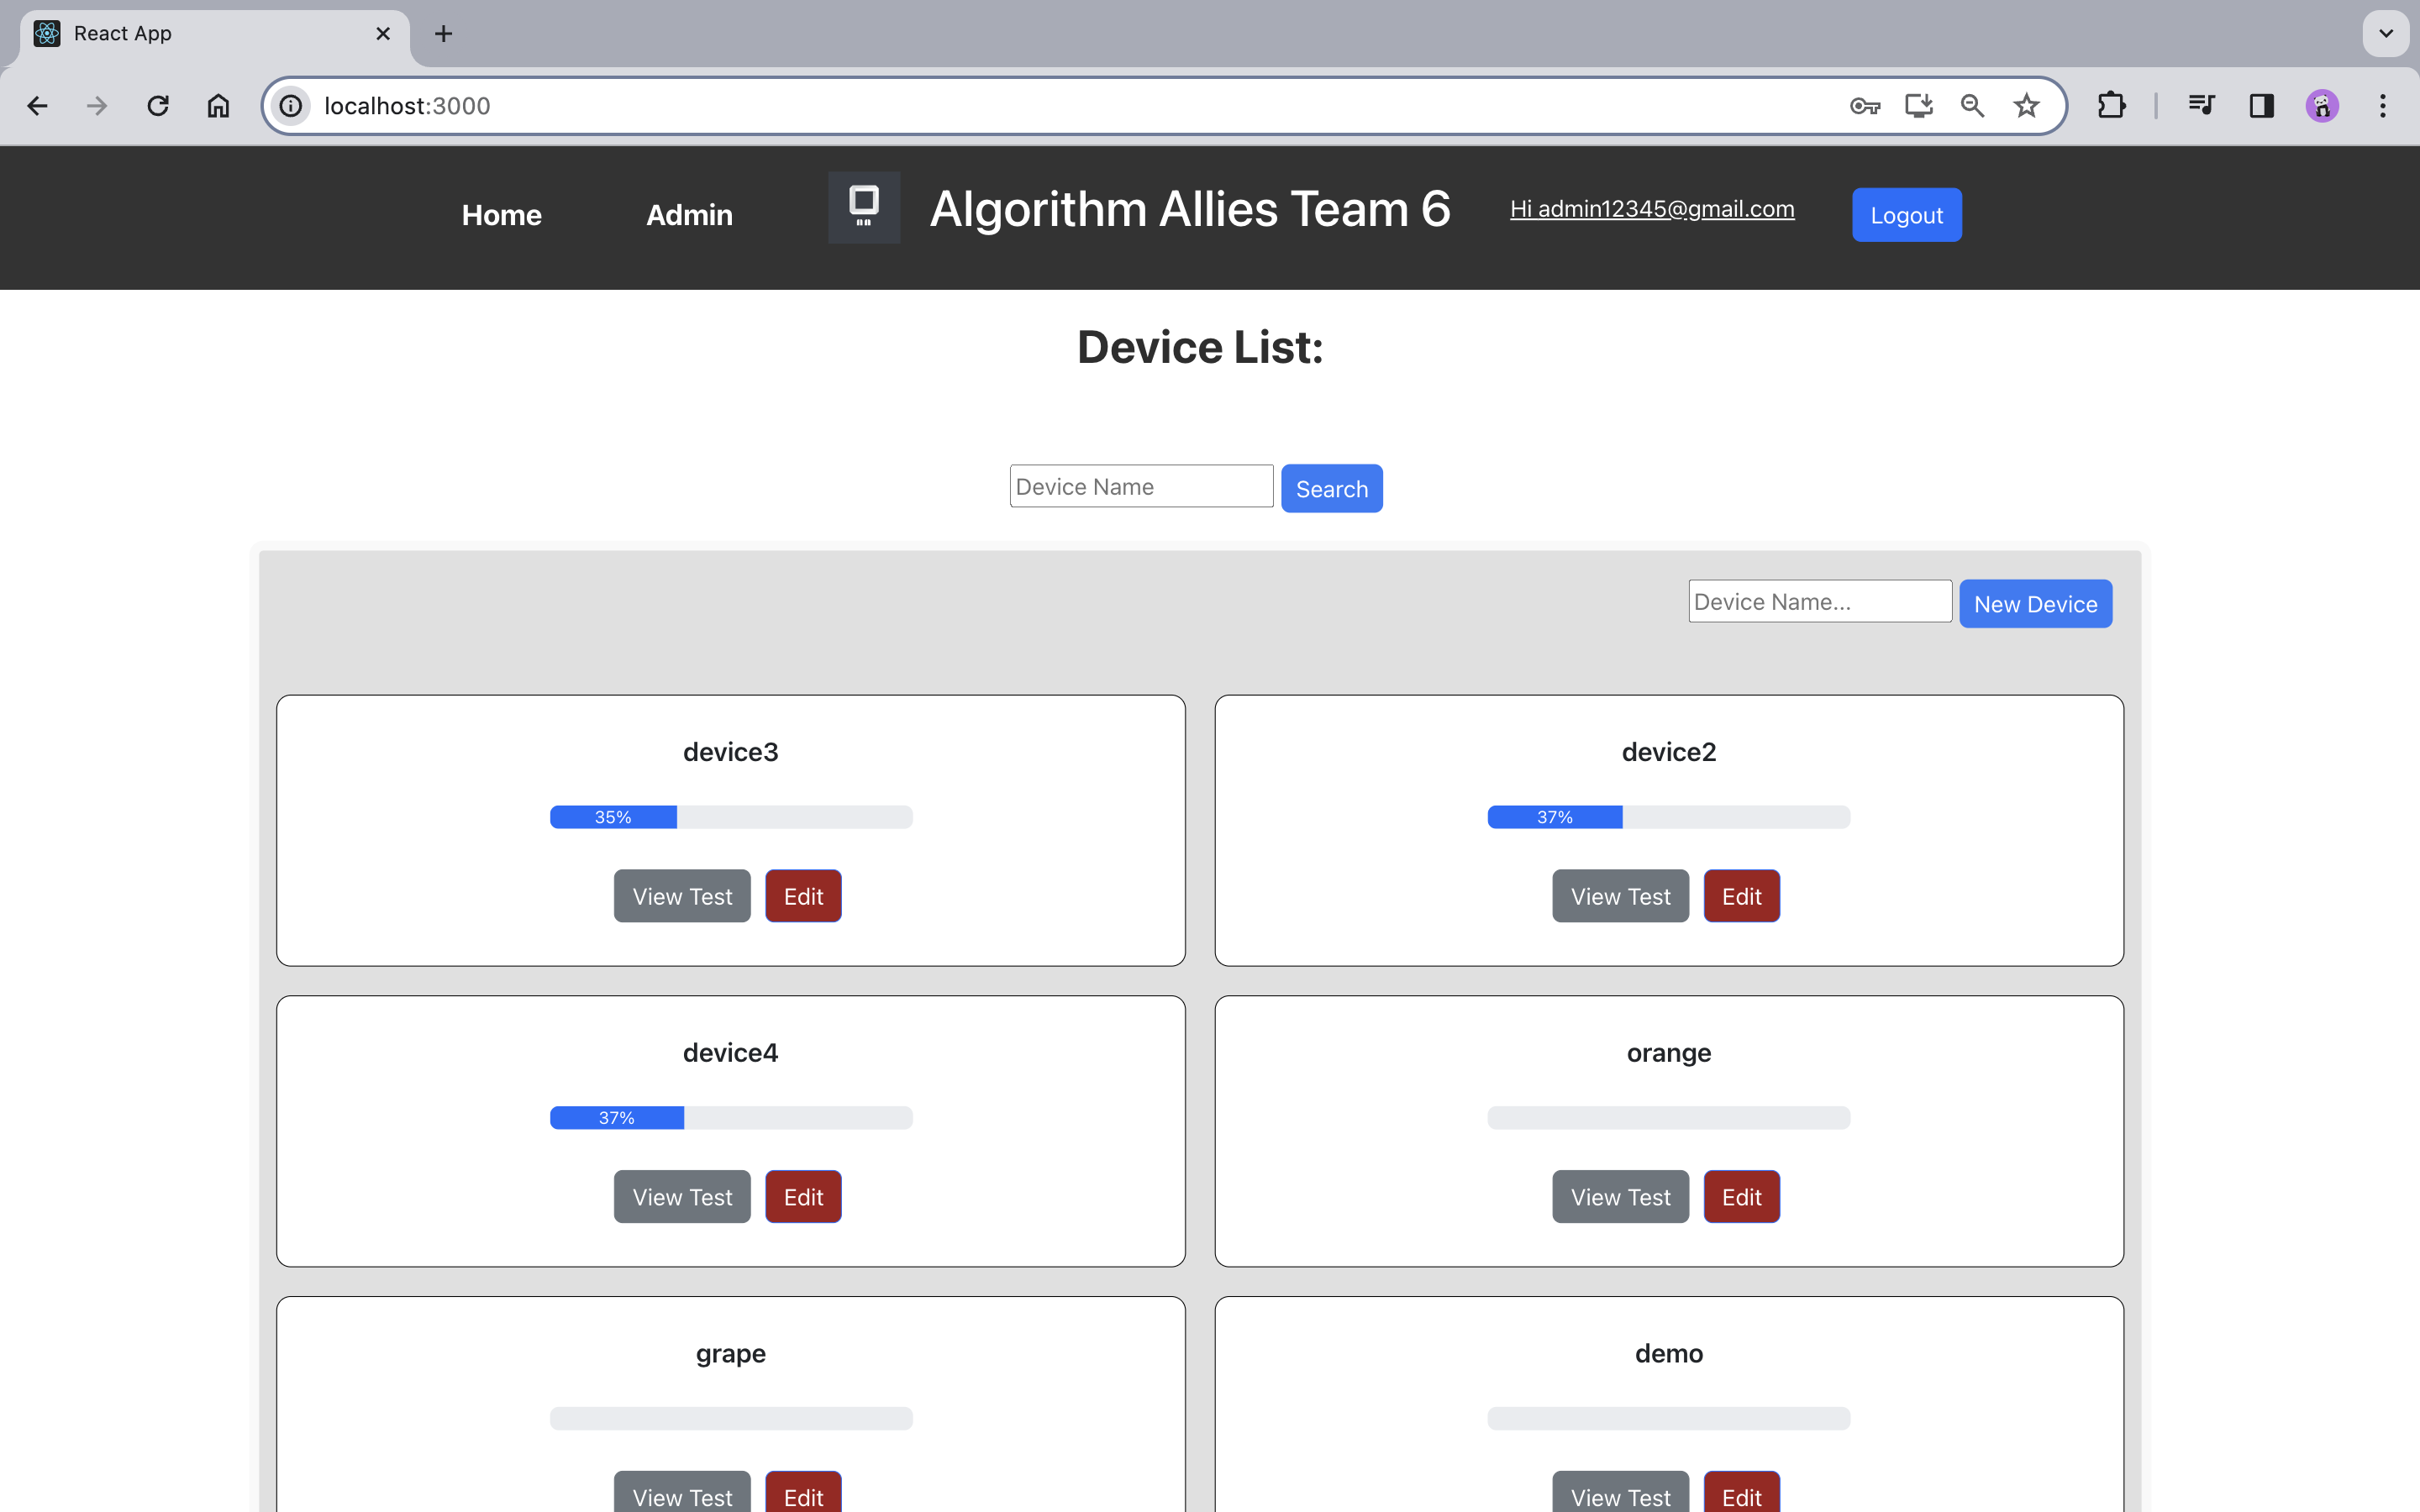 React App
localhost:3000
Home
Admin
Algorithm Allies Team 6
Hi admin12345@gmail.com
Logout
Device List:
Device Name
Search
Device Name...
New Device
device3
35%
View Test
Edit
device2
37%
View Test
Edit
device4
37%
View Test
Edit
orange
View Test
Edit
grape
View Test
Edit
demo
View Test
Edit